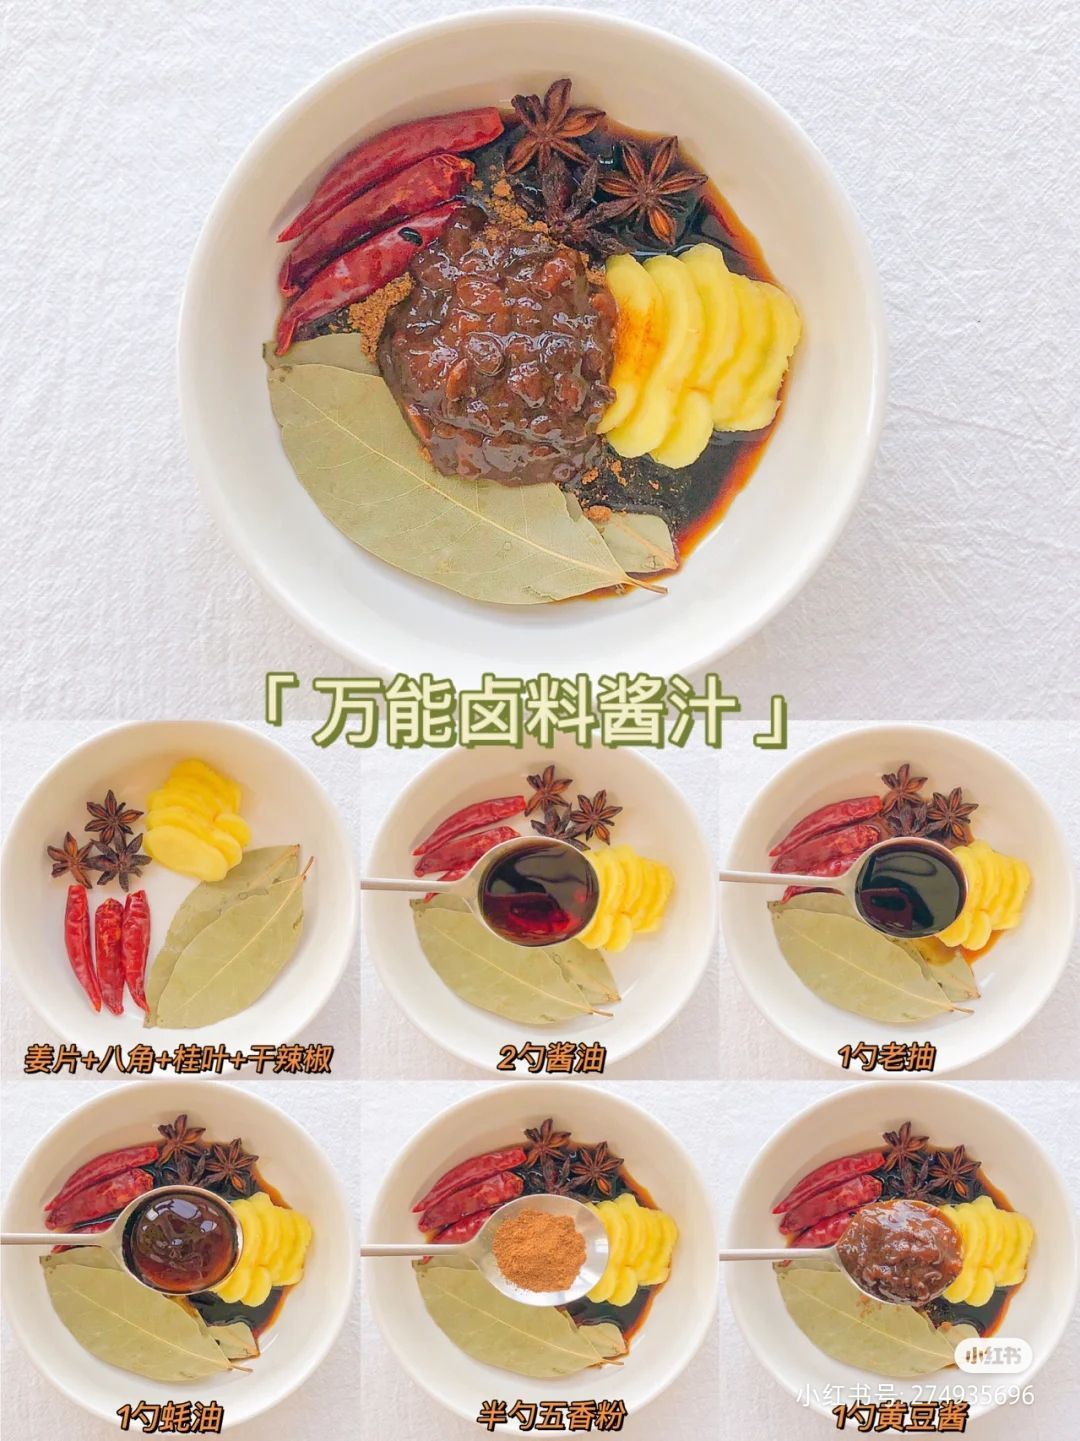 「万能卤料酱汁」
姜片+八角+桂叶+干辣椒
2勺酱油
1勺老抽
1勺蚝油
半勺五香粉
1勺黄豆酱
小红书
小红书号: 274935696